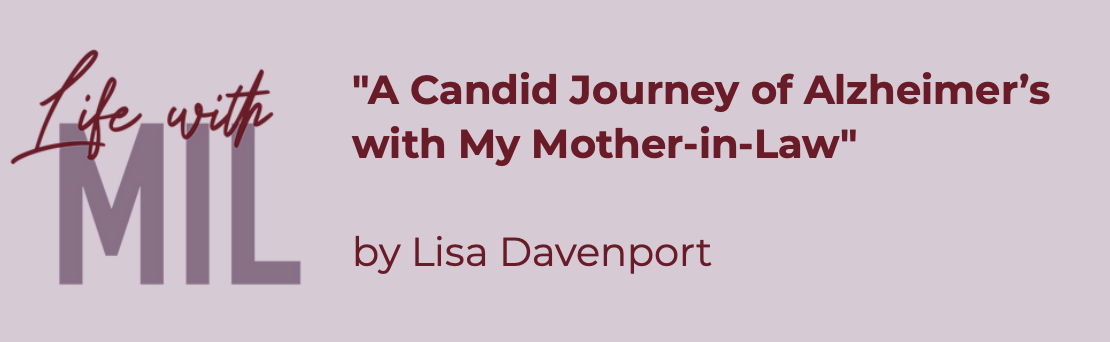 Life with
MIL
"A Candid Journey of Alzheimer’s
with My Mother-in-Law"
by Lisa Davenport